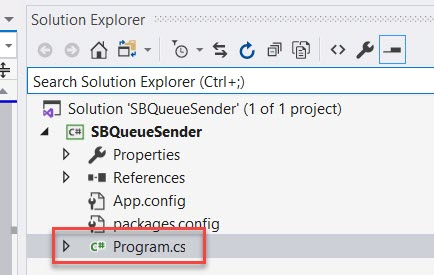 Solution Explorer
Search Solution Explorer (Ctrl+;)
Solution 'SBQueueSender' (1 of 1 project)
C# SBQueueSender
Properties
References
App.config
packages.config
C# Program.cs